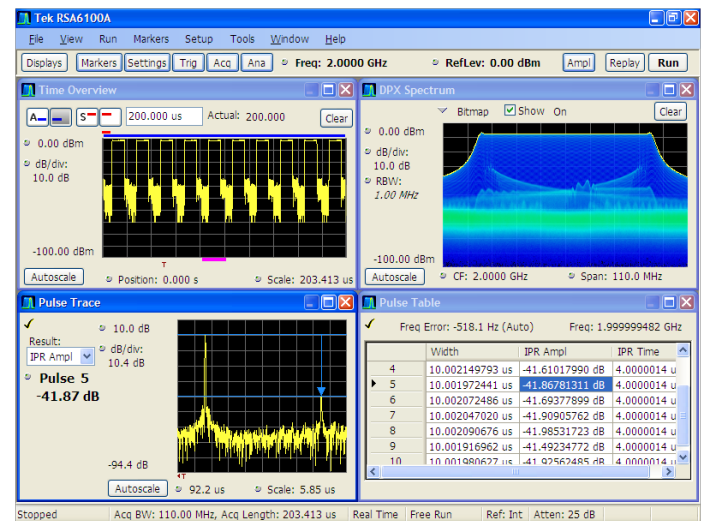 Tek RSA6100A
File View Run Markers Setup Tools Window Help
Displays Markers Settings Trig Acq Ana Freq: 2.0000 GHz RefLev: 0.00 dBm Ampl Replay Run
Time Overview
A S 200.000 us Actual: 200.000 Clear
0.00 dBm
dB/div:
10.0 dB
-100.00 dBm
T
Autoscale Position: 0.000 s Scale: 203.413 us
DPX Spectrum
Bitmap Show On Clear
0.00 dBm
dB/div:
10.0 dB
RBW:
1.00 MHz
-100.00 dBm
Autoscale CF: 2.0000 GHz Span: 110.0 MHz
Pulse Trace
Result:
IPR Ampl
Pulse 5
-41.87 dB
10.0 dB
dB/div:
10.4 dB
-94.4 dB
T
Autoscale 92.2 us Scale: 5.85 us
Pulse Table
Freq Error: -518.1 Hz (Auto) Freq: 1.999999482 GHz
Width IPR Ampl IPR Time
4 10.002149793 us -41.61017990 dB 4.0000014 u
5 10.001972441 us -41.86781311 dB 4.0000014 u
6 10.002072486 us -41.69377899 dB 4.0000014 u
7 10.002047020 us -41.90905762 dB 4.0000014 u
8 10.002090676 us -41.98531723 dB 4.0000014 u
9 10.001916962 us -41.49234772 dB 4.0000014 u
10 10.001980627 us -41.92562485 dB 4.0000014 u
Stopped Acq BW: 110.00 MHz, Acq Length: 203.413 us Real Time Free Run Ref: Int Atten: 25 dB